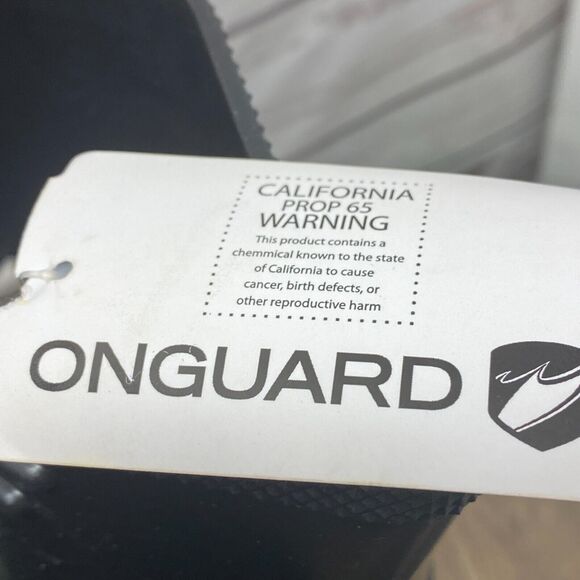 CALIFORNIA
PROP 65
WARNING
This product contains a
chemmical known to the state
of California to cause
cancer, birth defects, or
other reproductive harm
ONGUARD